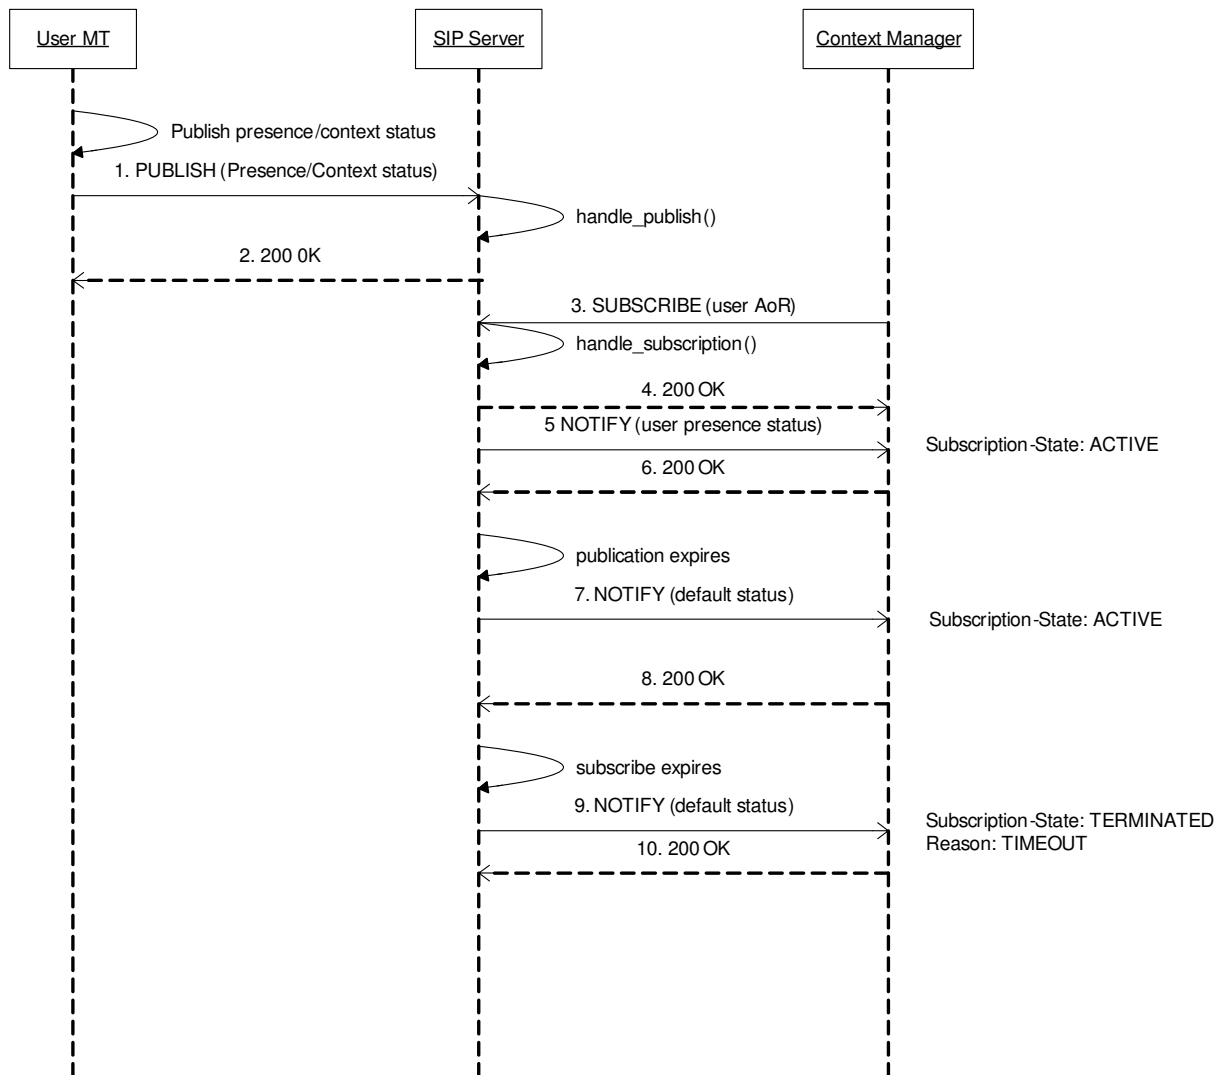 User MT
SIP Server
Context Manager
Publish presence/context status
1. PUBLISH (Presence/Context status)
handle_publish()
2. 200 0K
3. SUBSCRIBE (user AoR)
handle_subscription()
4. 200 OK
5 NOTIFY (user presence status)
Subscription-State: ACTIVE
6. 200 OK
publication expires
7. NOTIFY (default status)
Subscription-State: ACTIVE
8. 200 OK
subscribe expires
9. NOTIFY (default status)
Subscription-State: TERMINATED
Reason: TIMEOUT
10. 200 OK